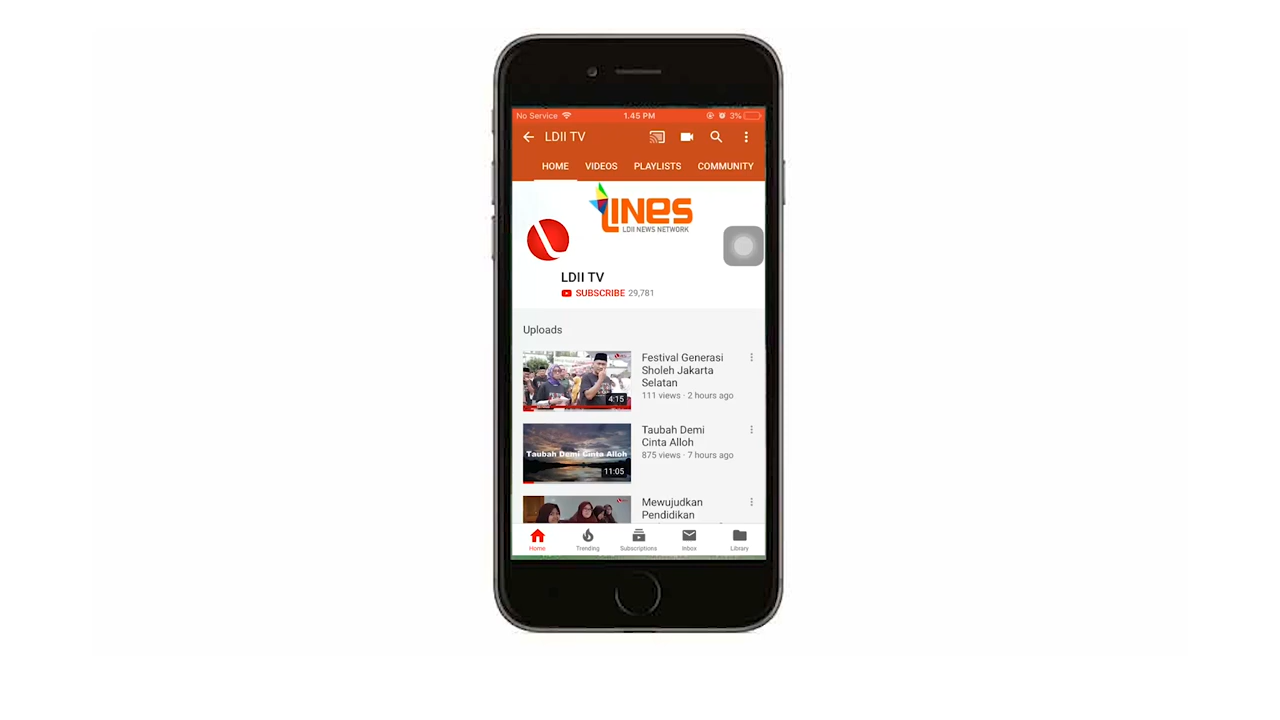 No Service 1.45 PM 3%
LDII TV
HOME VIDEOS PLAYLISTS COMMUNITY
LINES
LDII NEWS NETWORK
LDII TV
SUBSCRIBE 29,781
Uploads
Festival Generasi
Sholeh Jakarta
Selatan
111 views · 2 hours ago
4:15
Taubah Demi
Cinta Alloh
875 views · 7 hours ago
Taubah Demi Cinta Alloh
11:05
Mewujudkan
Pendidikan
Home Trending Subscriptions Inbox Library